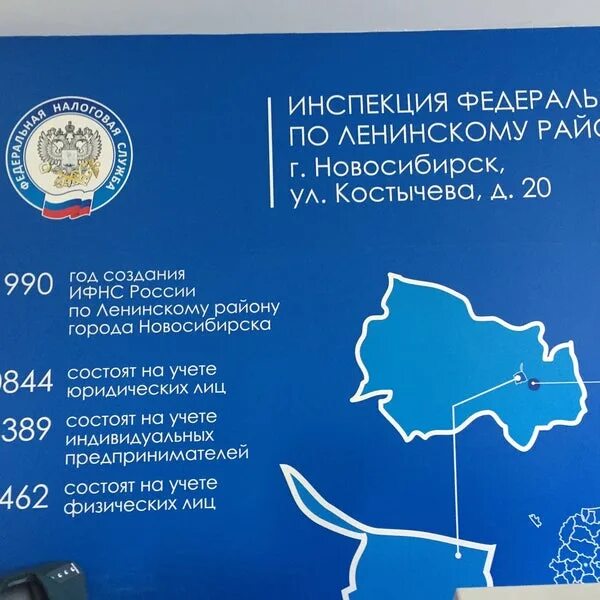 ФЕДЕРАЛЬНАЯ НАЛОГОВАЯ СЛУЖБА
ИНСПЕКЦИЯ ФЕДЕРАЛЬ
ПО ЛЕНИНСКОМУ РАЙО
г. Новосибирск,
ул. Костычева, д. 20
990 год создания
ИФНС России
по Ленинскому району
города Новосибирска
0844 состоят на учете
юридических лиц
389 состоят на учете
индивидуальных
предпринимателей
462 состоят на учете
физических лиц